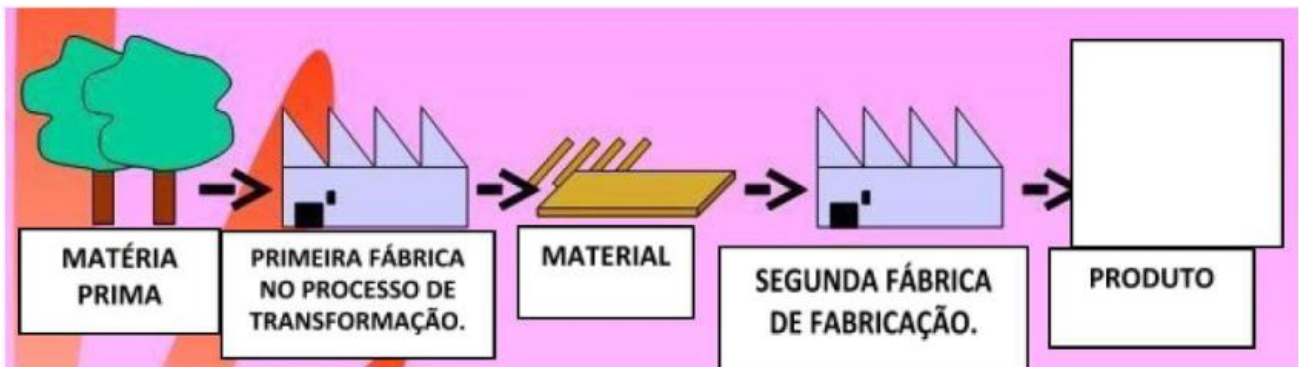 MATÉRIA
PRIMA
PRIMEIRA FÁBRICA
NO PROCESSO DE
TRANSFORMAÇÃO.
MATERIAL
SEGUNDA FÁBRICA
DE FABRICAÇÃO.
PRODUTO